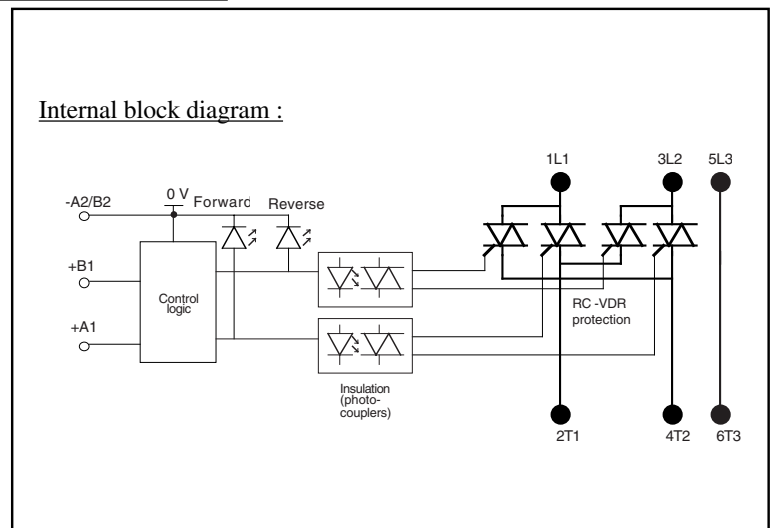 Internal block diagram :
1L1
3L2
5L3
-A2/B2
0 V
Forward
Reverse
+B1
Control
logic
+A1
RC -VDR
protection
Insulation
(photo-
couplers)
2T1
4T2
6T3